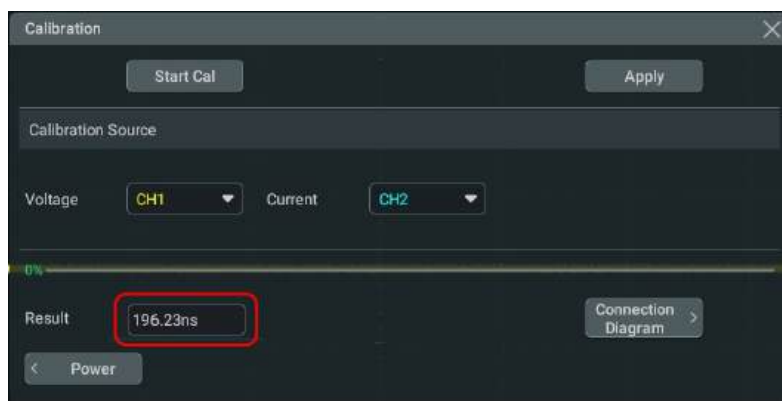 Calibration
Start Cal
Apply
Calibration Source
Voltage
CH1
Current
CH2
0%
Result
196.23ns
Connection
Diagram
Power